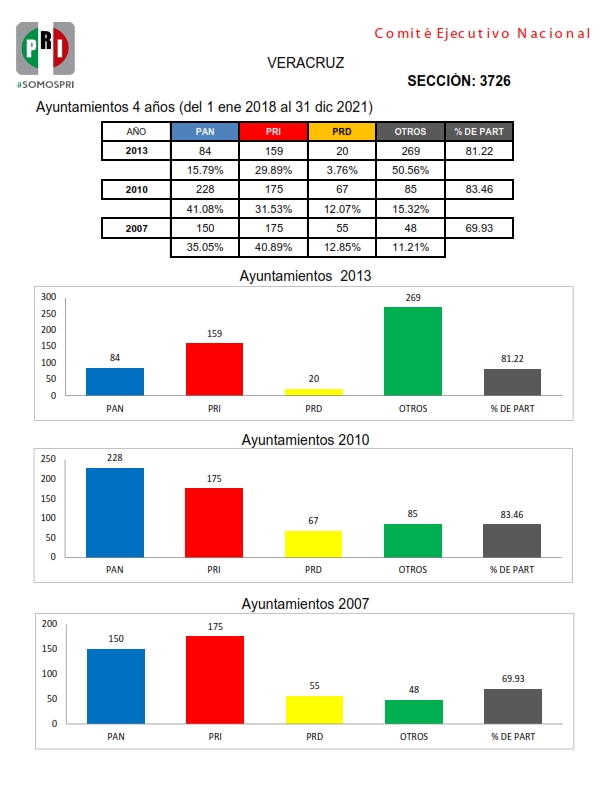 Comité Ejecutivo Nacional
PRI
#SOMOSPRI
VERACRUZ
SECCIÓN: 3726
Ayuntamientos 4 años (del 1 ene 2018 al 31 dic 2021)
AÑO PAN PRI PRD OTROS % DE PART
2013 84 159 20 269 81.22
15.79% 29.89% 3.76% 50.56%
2010 228 175 67 85 83.46
41.08% 31.53% 12.07% 15.32%
2007 150 175 55 48 69.93
35.05% 40.89% 12.85% 11.21%
Ayuntamientos 2013
300
250
200
150
100
50
0
84 159 20 269 81.22
PAN PRI PRD OTROS % DE PART
Ayuntamientos 2010
250
200
150
100
50
0
228 175 67 85 83.46
PAN PRI PRD OTROS % DE PART
Ayuntamientos 2007
200
150
100
50
0
150 175 55 48 69.93
PAN PRI PRD OTROS % DE PART